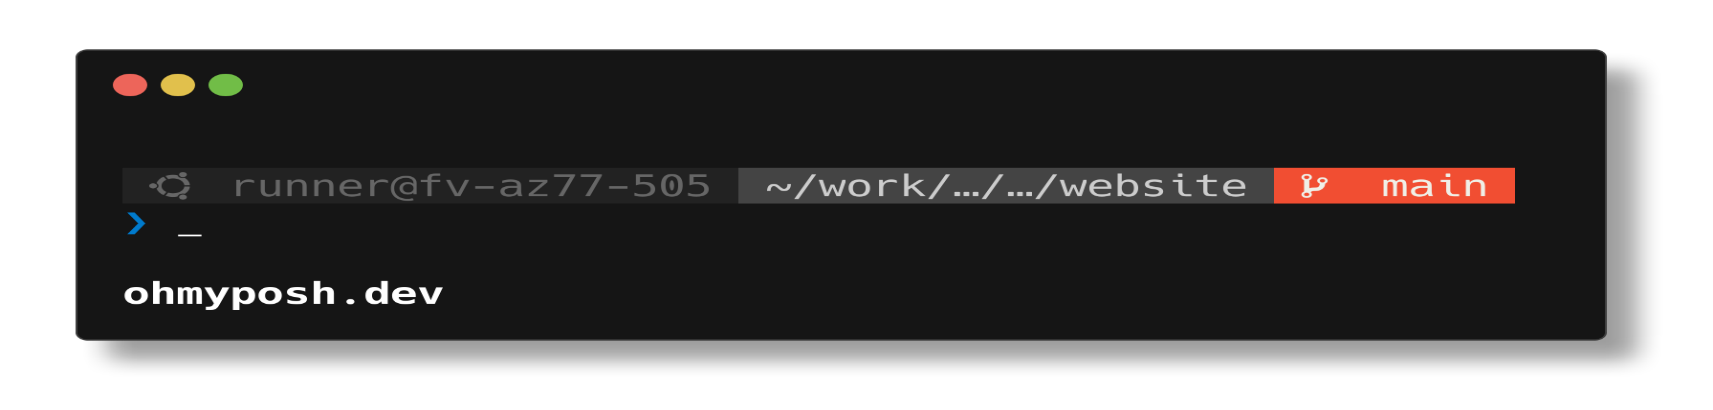 runner@fv-az77-505 ~/work/…/…/website main
❯ _
ohmyposh.dev